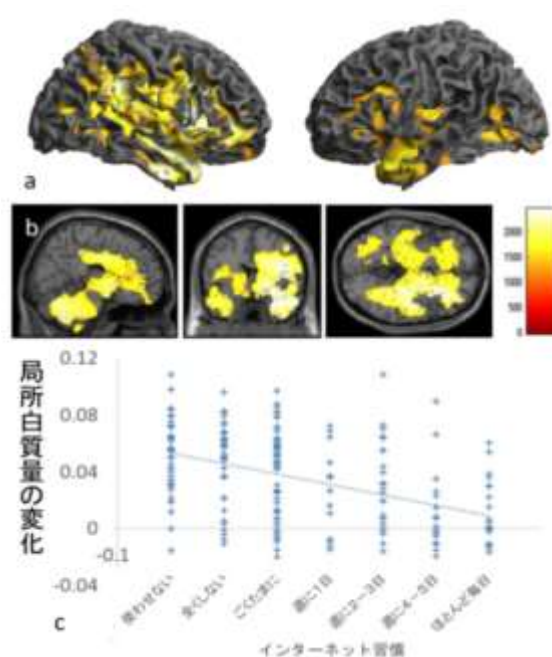 a
b
2000
1500
1000
500
0
局所白質量の変化
0.12
0.08
0.04
0
-0.1
-0.04
使わせない
全くしない
ごくたまに
週に1日
週に2－3日
週に4－5日
ほとんど毎日
c
インターネット習慣